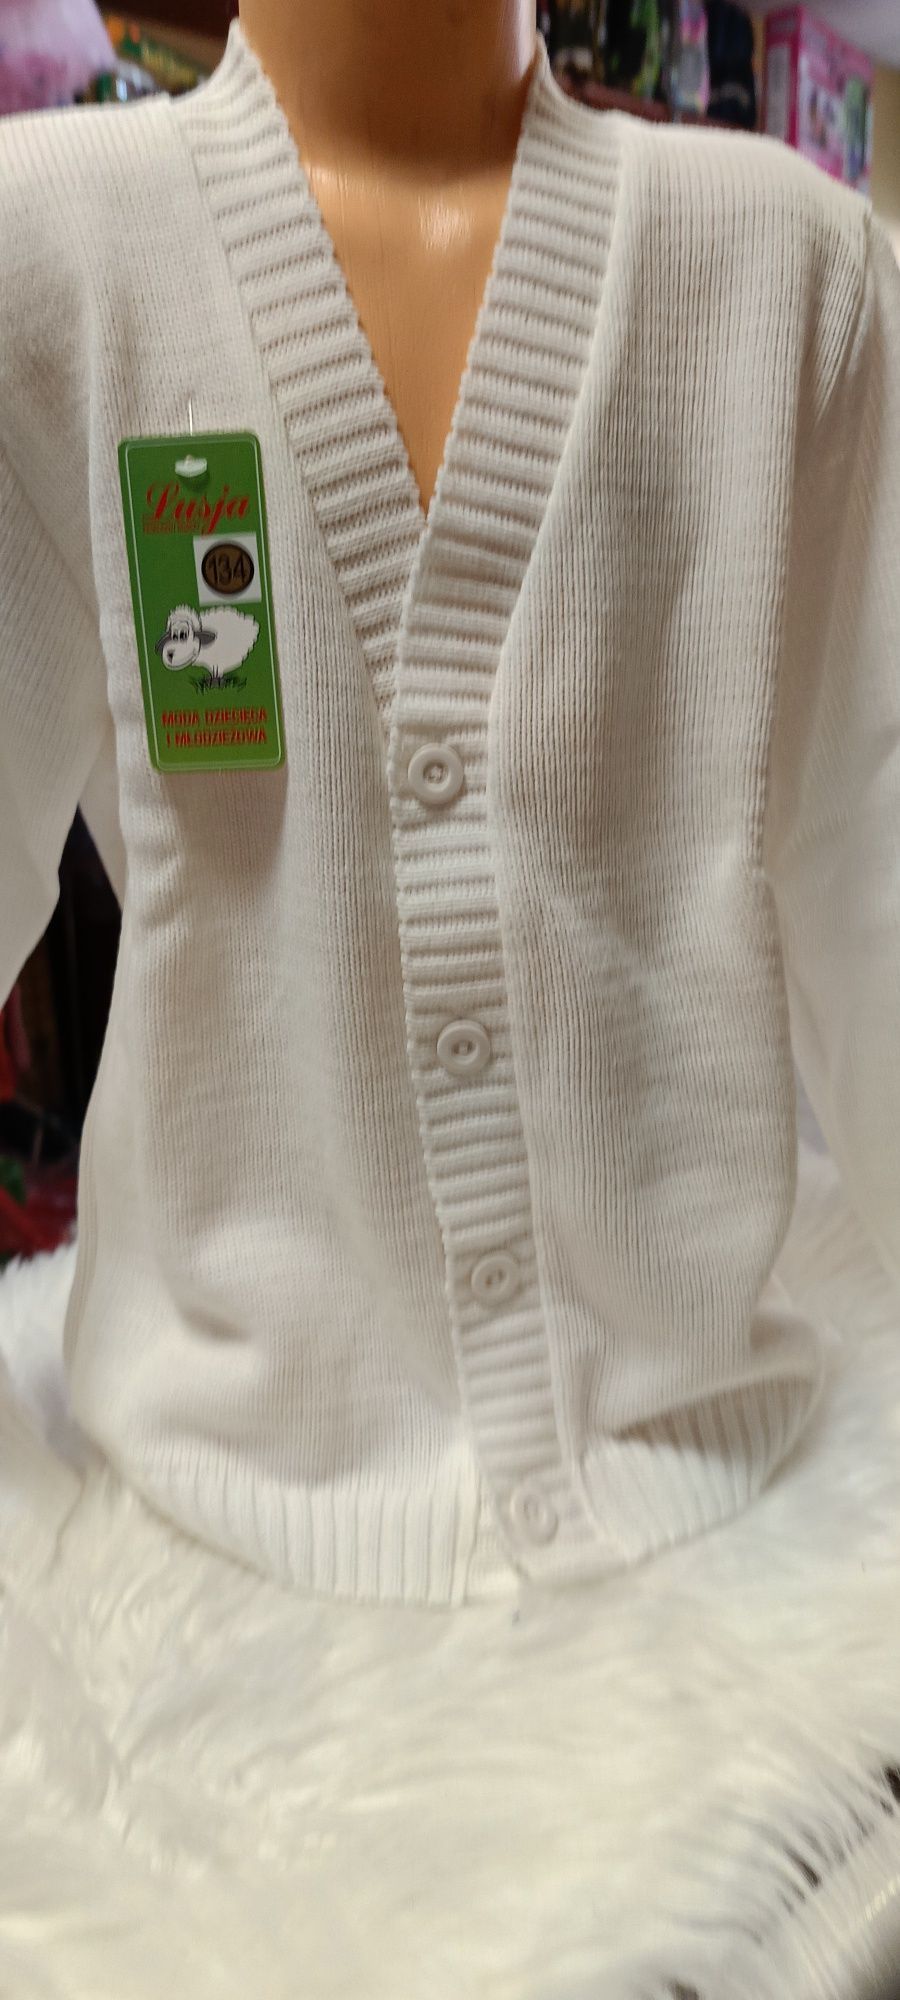 Lusja
134
MODA DZIECIĘCA
I MŁODZIEŻOWA